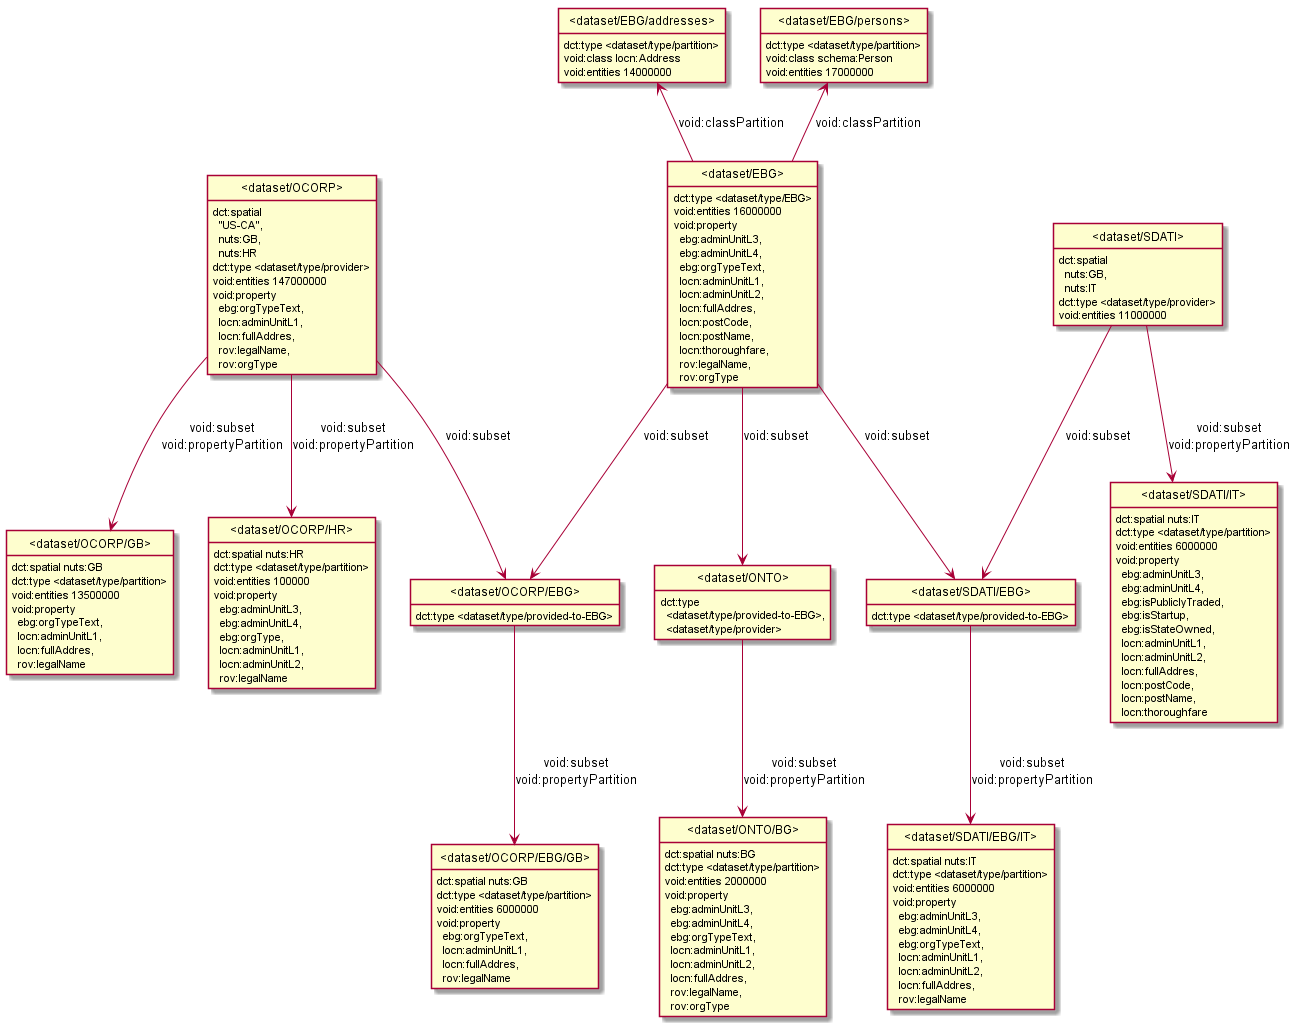 <dataset/EBG/addresses>
dct:type <dataset/type/partition>
void:class locn:Address
void:entities 14000000
<dataset/EBG/persons>
dct:type <dataset/type/partition>
void:class schema:Person
void:entities 17000000
void:classPartition
void:classPartition
<dataset/OCORP>
dct:spatial
"US-CA",
nuts:GB,
nuts:HR
dct:type <dataset/type/provider>
void:entities 147000000
void:property
ebg:orgTypeText,
locn:adminUnitL1,
locn:fullAddres,
rov:legalName,
rov:orgType
<dataset/EBG>
dct:type <dataset/type/EBG>
void:entities 16000000
void:property
ebg:adminUnitL3,
ebg:adminUnitL4,
ebg:orgTypeText,
locn:adminUnitL1,
locn:adminUnitL2,
locn:fullAddres,
locn:postCode,
locn:postName,
locn:thoroughfare,
rov:legalName,
rov:orgType
<dataset/SDATI>
dct:spatial
nuts:GB,
nuts:IT
dct:type <dataset/type/provider>
void:entities 11000000
void:subset
void:propertyPartition
void:subset
void:propertyPartition
void:subset
void:subset
void:subset
void:subset
void:subset
void:subset
void:propertyPartition
<dataset/OCORP/GB>
dct:spatial nuts:GB
dct:type <dataset/type/partition>
void:entities 13500000
void:property
ebg:orgTypeText,
locn:adminUnitL1,
locn:fullAddres,
rov:legalName
<dataset/OCORP/HR>
dct:spatial nuts:HR
dct:type <dataset/type/partition>
void:entities 100000
void:property
ebg:adminUnitL3,
ebg:adminUnitL4,
ebg:orgType,
locn:adminUnitL1,
locn:adminUnitL2,
rov:legalName
<dataset/OCORP/EBG>
dct:type <dataset/type/provided-to-EBG>
<dataset/ONTO>
dct:type
<dataset/type/provided-to-EBG>,
<dataset/type/provider>
<dataset/SDATI/EBG>
dct:type <dataset/type/provided-to-EBG>
<dataset/SDATI/IT>
dct:spatial nuts:IT
dct:type <dataset/type/partition>
void:entities 6000000
void:property
ebg:adminUnitL3,
ebg:adminUnitL4,
ebg:isPubliclyTraded,
ebg:isStartup,
ebg:isStateOwned,
locn:adminUnitL1,
locn:adminUnitL2,
locn:fullAddres,
locn:postCode,
locn:postName,
locn:thoroughfare
void:subset
void:propertyPartition
void:subset
void:propertyPartition
void:subset
void:propertyPartition
<dataset/OCORP/EBG/GB>
dct:spatial nuts:GB
dct:type <dataset/type/partition>
void:entities 6000000
void:property
ebg:orgTypeText,
locn:adminUnitL1,
locn:fullAddres,
rov:legalName
<dataset/ONTO/BG>
dct:spatial nuts:BG
dct:type <dataset/type/partition>
void:entities 2000000
void:property
ebg:adminUnitL3,
ebg:adminUnitL4,
ebg:orgTypeText,
locn:adminUnitL1,
locn:adminUnitL2,
locn:fullAddres,
rov:legalName,
rov:orgType
<dataset/SDATI/EBG/IT>
dct:spatial nuts:IT
dct:type <dataset/type/partition>
void:entities 6000000
void:property
ebg:adminUnitL3,
ebg:adminUnitL4,
ebg:orgTypeText,
locn:adminUnitL1,
locn:adminUnitL2,
locn:fullAddres,
rov:legalName